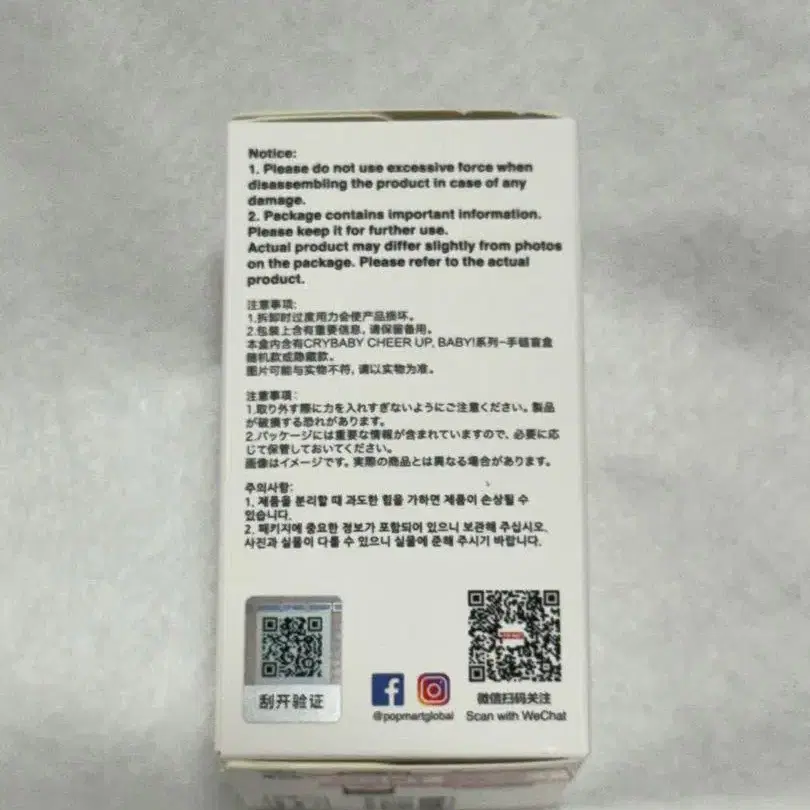 Notice:
1. Please do not use excessive force when
disassembling the product in case of any
damage.
2. Package contains important information.
Please keep it for further use.
Actual product may differ slightly from photos
on the package. Please refer to the actual
product.
注意事项:
1.拆卸时过度用力会使产品损坏。
2.包装上含有重要信息, 请保留备用。
本盒内含有CRYBABY CHEER UP, BABY!系列-手链盲盒
随机款或隐藏款。
图片可能与实物不符, 请以实物为准。
注意事項:
1.取り外す際に力を入れすぎないようにご注意ください。製品
が破損する恐れがあります。
2.パッケージには重要な情報が含まれていますので、必要に応
じて保管しておいてください。
画像はイメージです。実際の商品とは異なる場合があります。
주의사항:
1. 제품을 분리할 때 과도한 힘을 가하면 제품이 손상될 수
있습니다.
2. 패키지에 중요한 정보가 포함되어 있으니 보관해 주십시오.
사진과 실물이 다를 수 있으니 실물에 준해 주시기 바랍니다.
刮开验证
@popmartglobal
微信扫码关注
Scan with WeChat